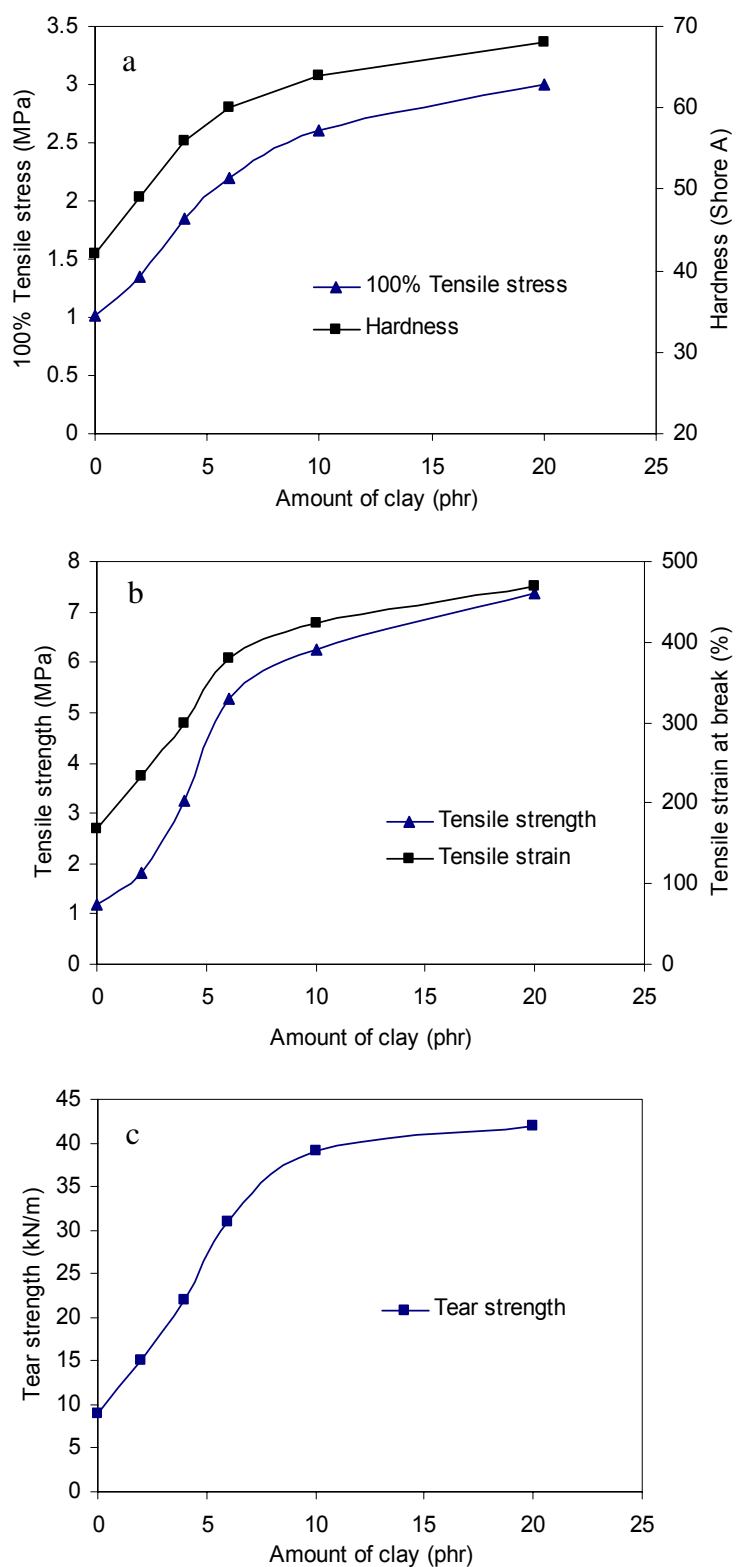 a
100% Tensile stress (MPa)
3.5
3
2.5
2
1.5
1
0.5
0
70
60
50
40
30
20
Hardness (Shore A)
100% Tensile stress
Hardness
0 5 10 15 20 25
Amount of clay (phr)
b
Tensile strength (MPa)
8
7
6
5
4
3
2
1
0
500
400
300
200
100
0
Tensile strain at break (%)
Tensile strength
Tensile strain
0 5 10 15 20 25
Amount of clay (phr)
c
Tear strength (kN/m)
45
40
35
30
25
20
15
10
5
0
Tear strength
0 5 10 15 20 25
Amount of clay (phr)